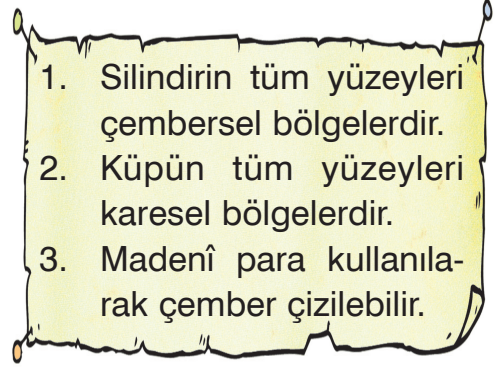 1. Silindirin tüm yüzeyleri
çembersel bölgelerdir.
2. Küpün tüm yüzeyleri
karesel bölgelerdir.
3. Madenî para kullanıla-
rak çember çizilebilir.